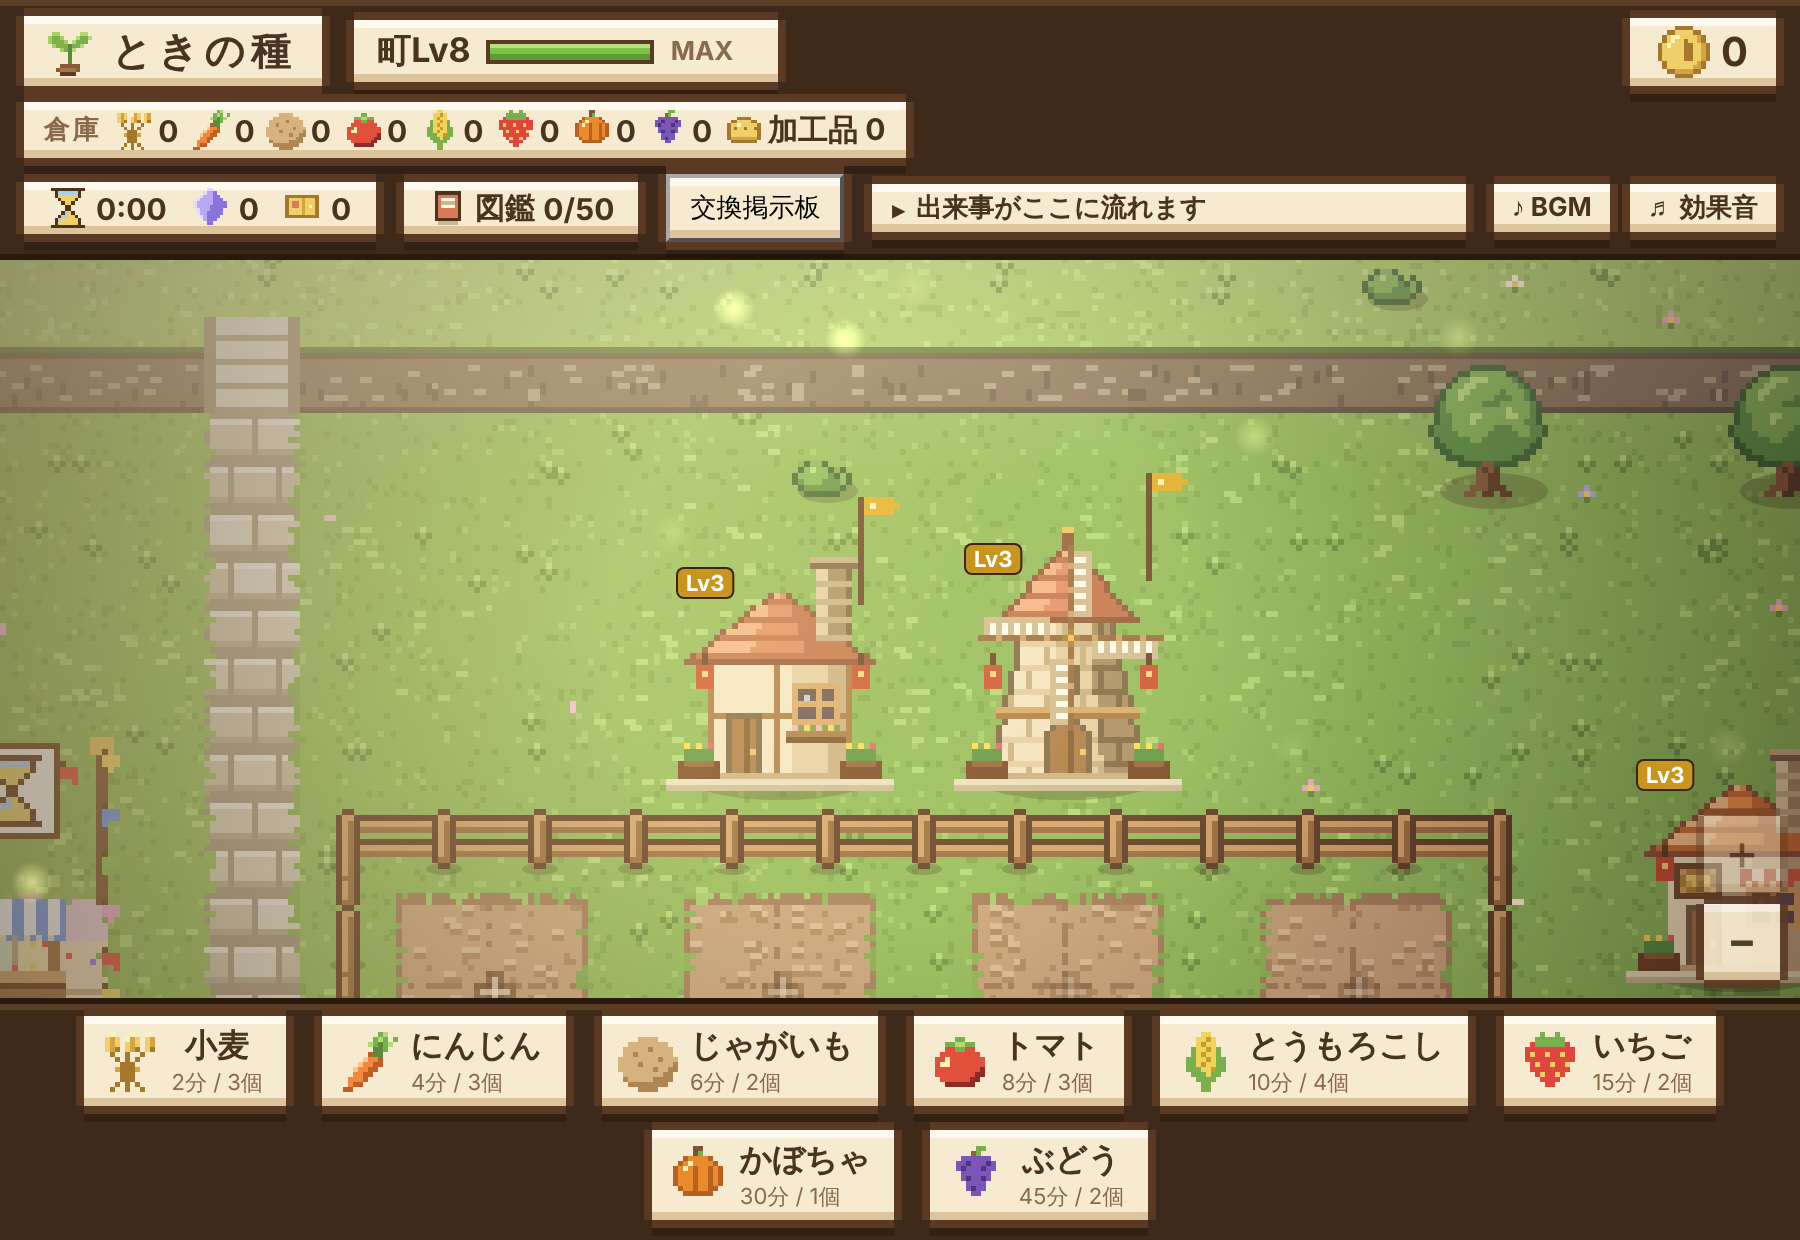 ときの種
町Lv8 MAX
0
倉庫 0 0 0 0 0 0 0 0 加工品 0
0:00 0 0
図鑑 0/50
交換掲示板
▶ 出来事がここに流れます
♪ BGM
♬ 効果音
Lv3
Lv3
Lv3
+
−
小麦
2分 / 3個
にんじん
4分 / 3個
じゃがいも
6分 / 2個
トマト
8分 / 3個
とうもろこし
10分 / 4個
いちご
15分 / 2個
かぼちゃ
30分 / 1個
ぶどう
45分 / 2個